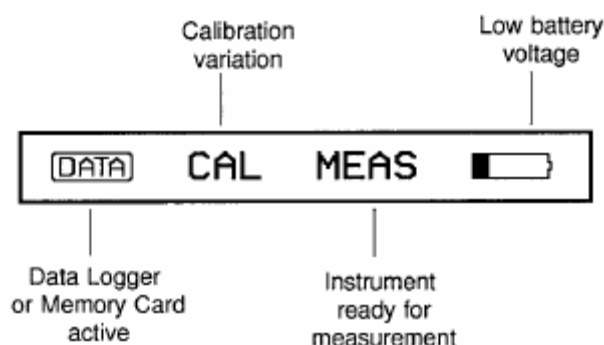 Calibration
variation
Low battery
voltage
DATA CAL MEAS
Data Logger
or Memory Card
active
Instrument
ready for
measurement